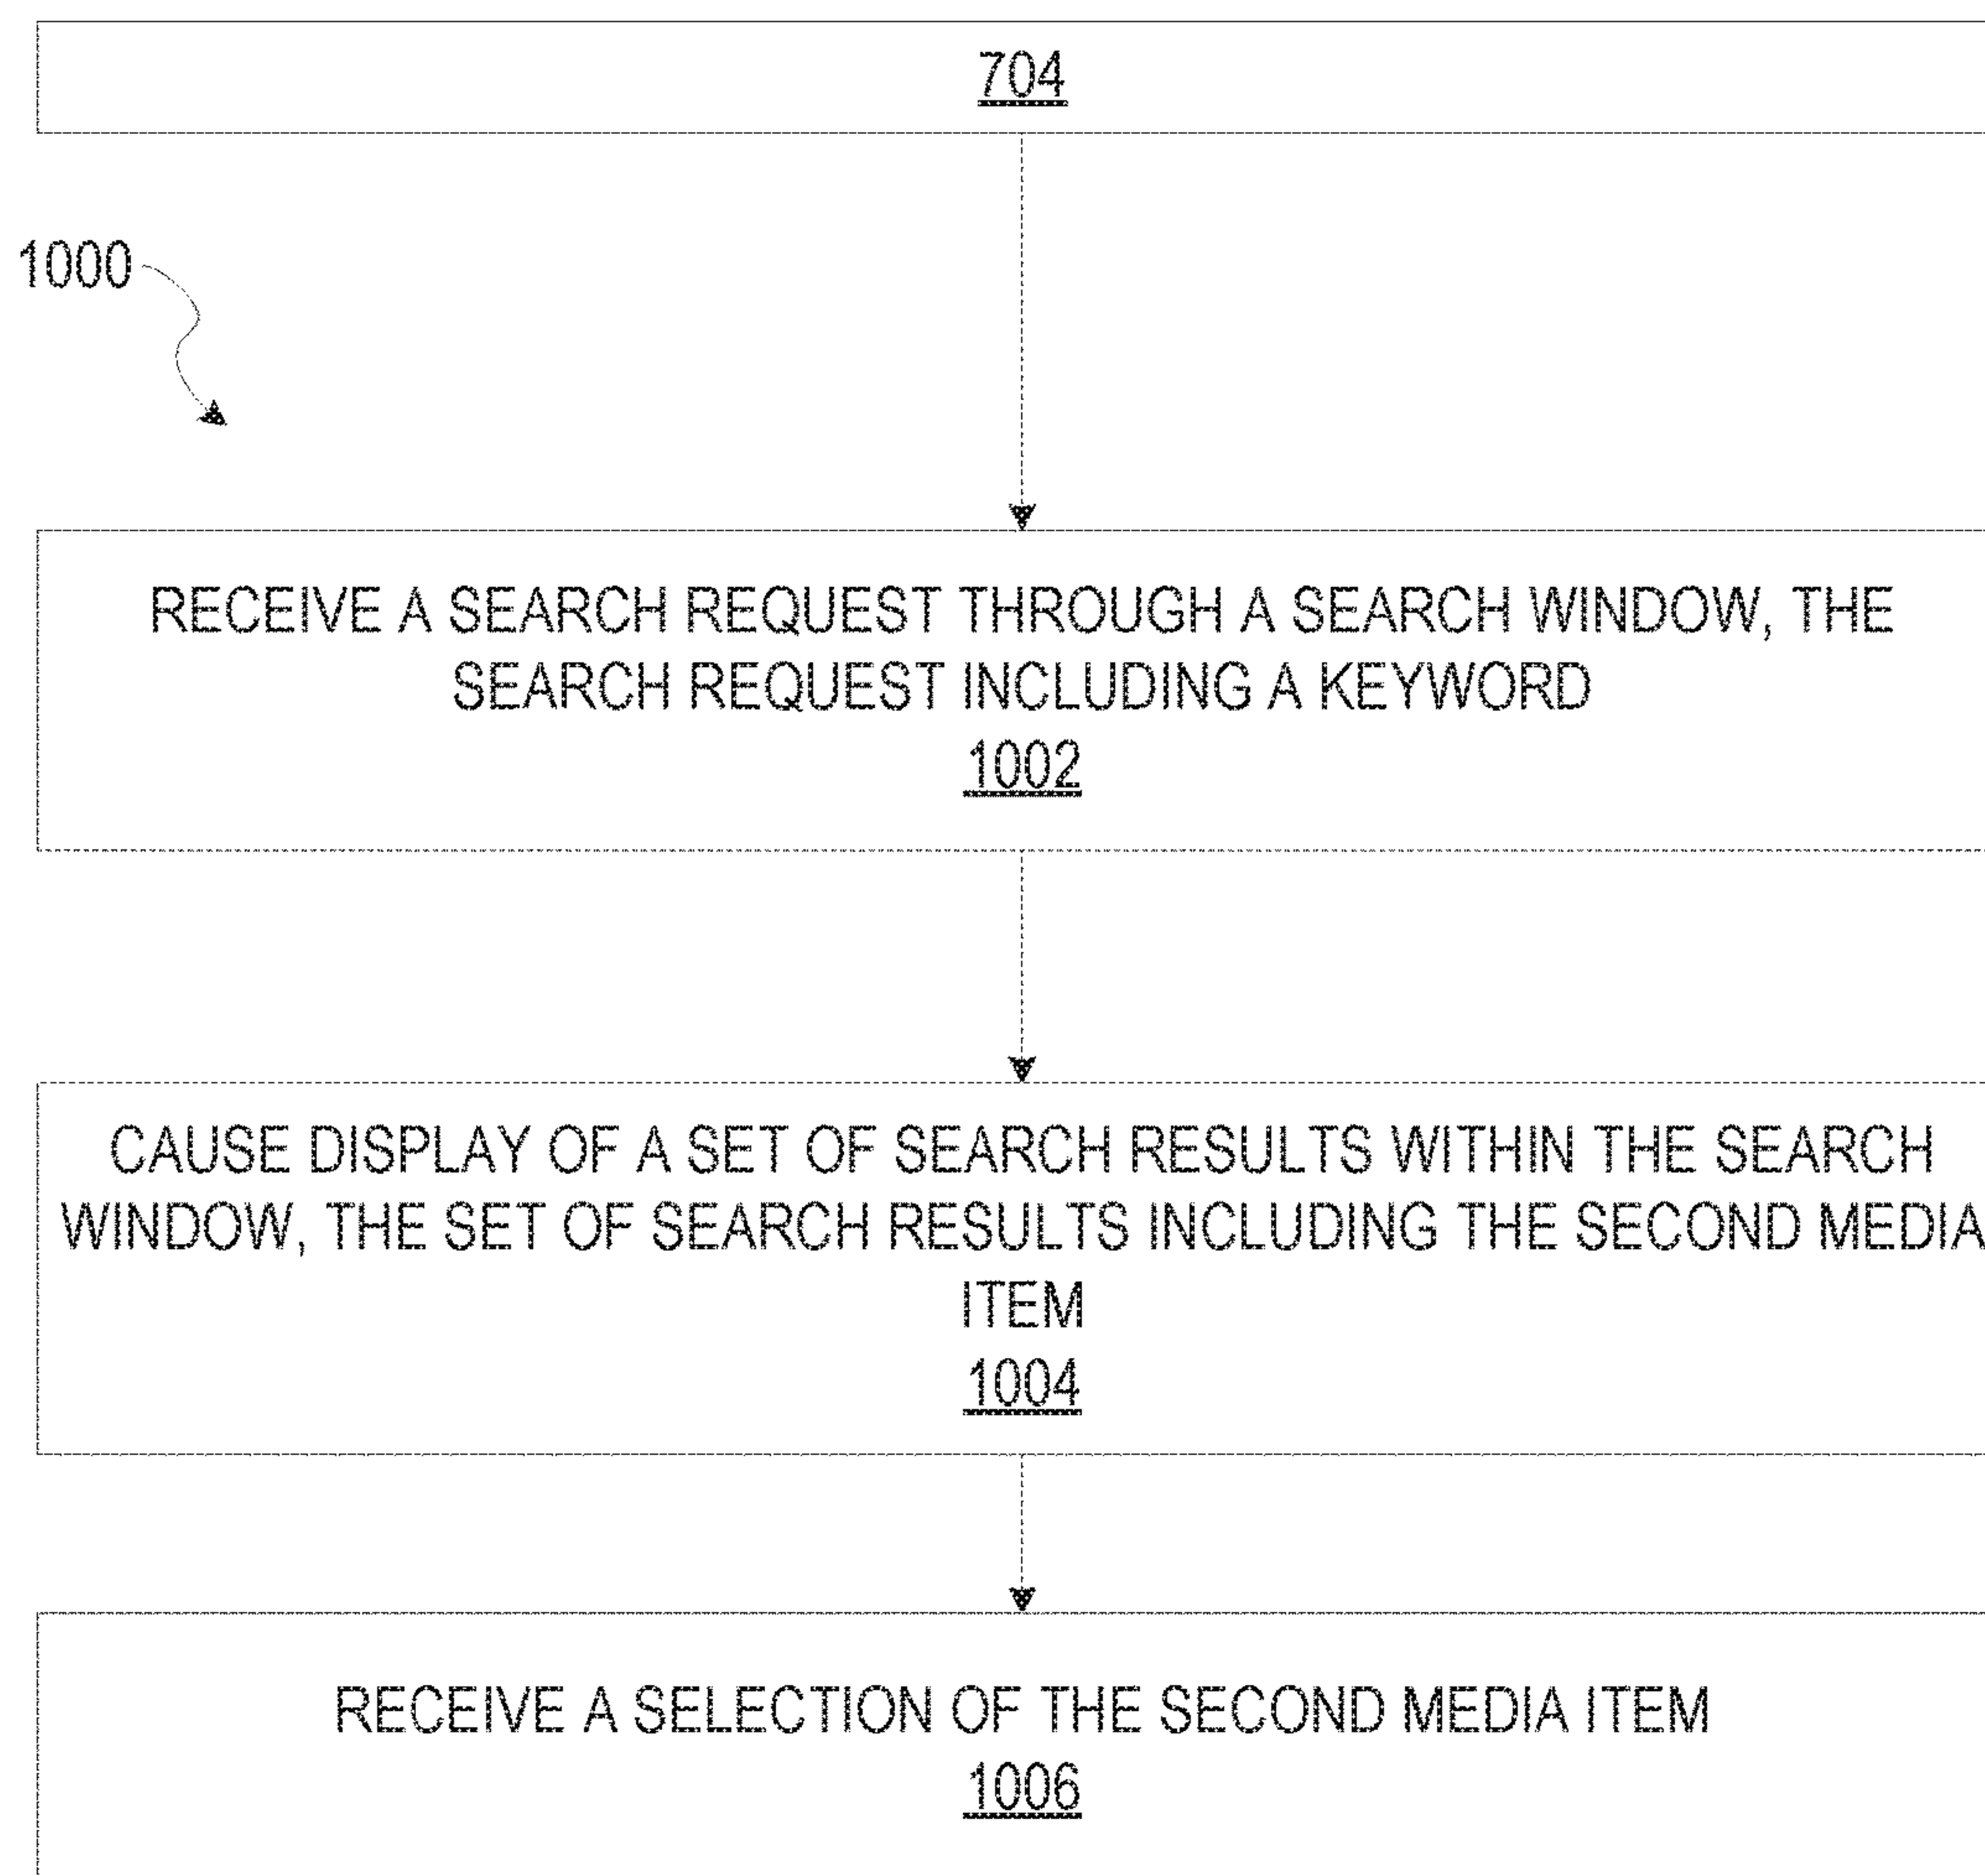 704
1000
RECEIVE A SEARCH REQUEST THROUGH A SEARCH WINDOW, THE
SEARCH REQUEST INCLUDING A KEYWORD
1002
CAUSE DISPLAY OF A SET OF SEARCH RESULTS WITHIN THE SEARCH
WINDOW, THE SET OF SEARCH RESULTS INCLUDING THE SECOND MEDIA
ITEM
1004
RECEIVE A SELECTION OF THE SECOND MEDIA ITEM
1006